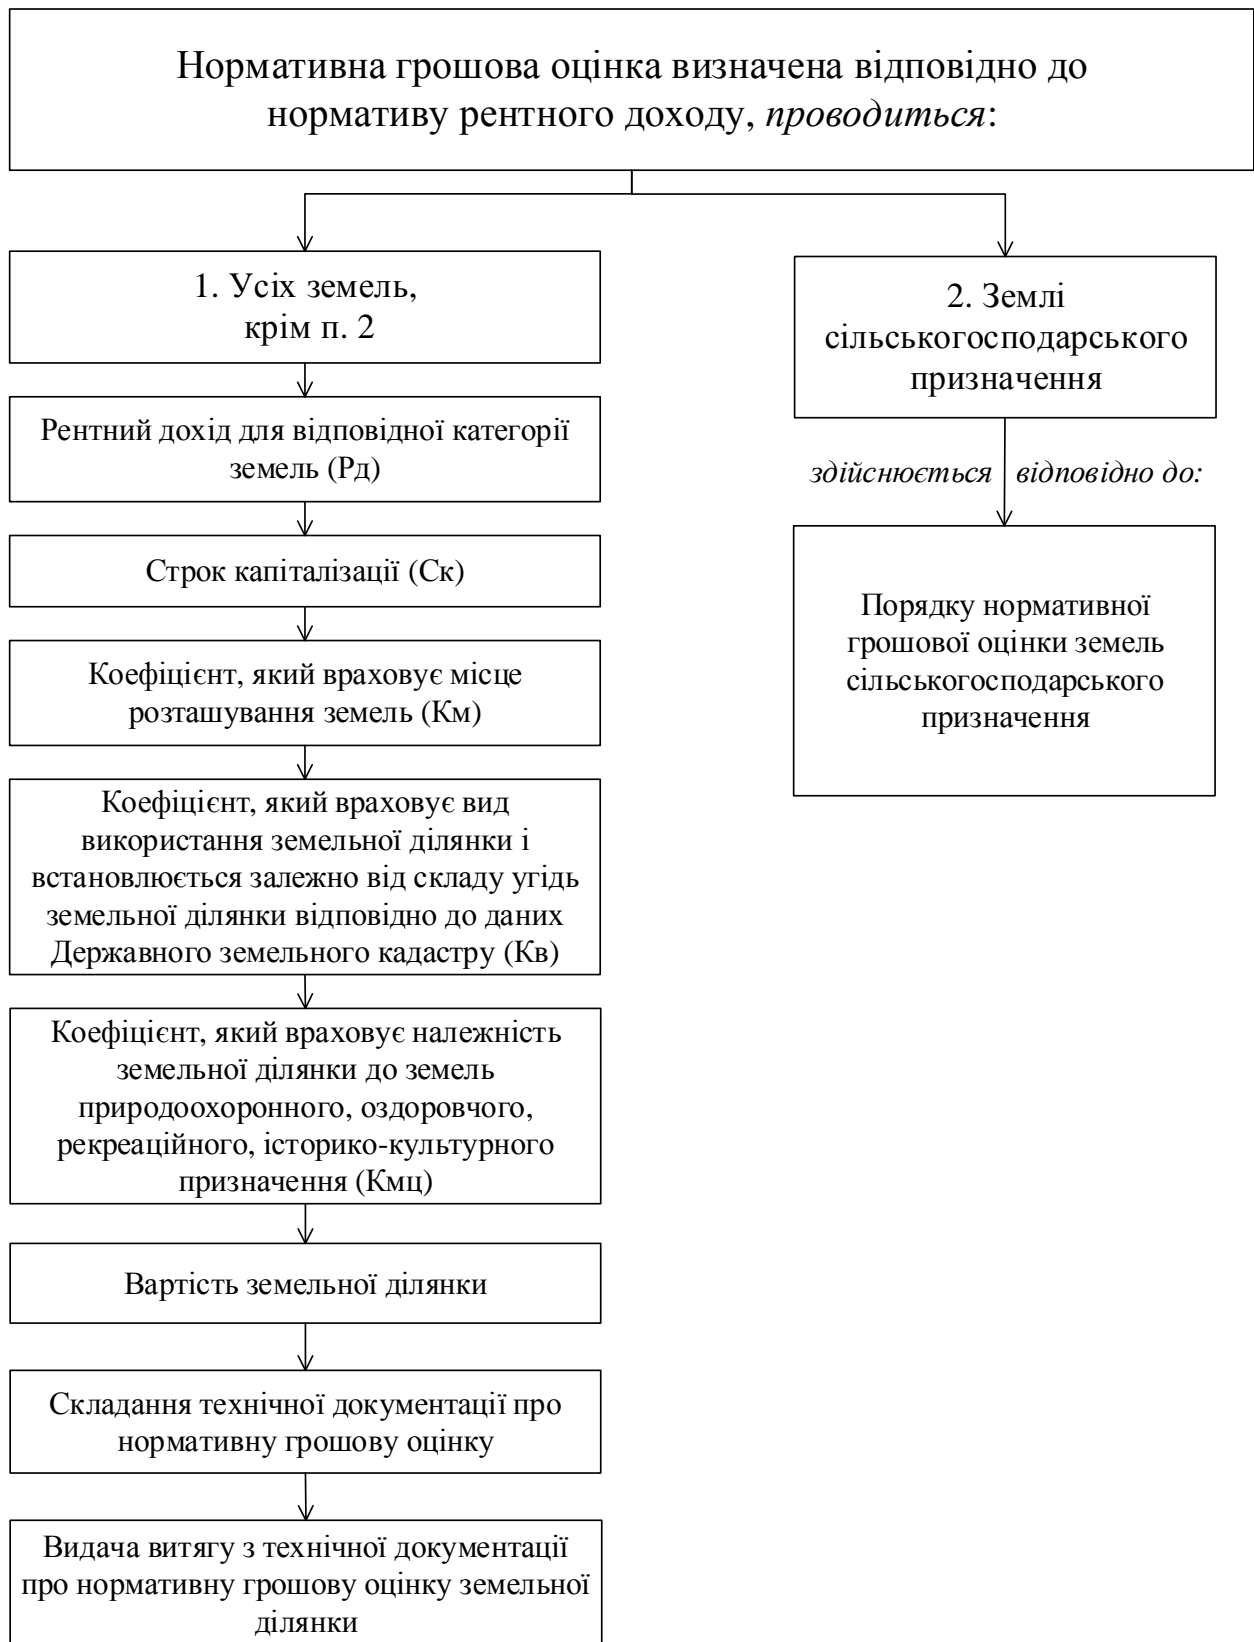 Нормативна грошова оцінка визначена відповідно до
нормативу рентного доходу, проводиться:
1. Усіх земель,
крім п. 2
Рентний дохід для відповідної категорії
земель (Рд)
Строк капіталізації (Ск)
Коефіцієнт, який враховує місце
розташування земель (Км)
Коефіцієнт, який враховує вид
використання земельної ділянки і
встановлюється залежно від складу угідь
земельної ділянки відповідно до даних
Державного земельного кадастру (Кв)
Коефіцієнт, який враховує належність
земельної ділянки до земель
природоохоронного, оздоровчого,
рекреаційного, історико-культурного
призначення (Кмц)
Вартість земельної ділянки
Складання технічної документації про
нормативну грошову оцінку
Видача витягу з технічної документації
про нормативну грошову оцінку земельної
ділянки
2. Землі
сільськогосподарського
призначення
здійснюється відповідно до:
Порядку нормативної
грошової оцінки земель
сільськогосподарського
призначення